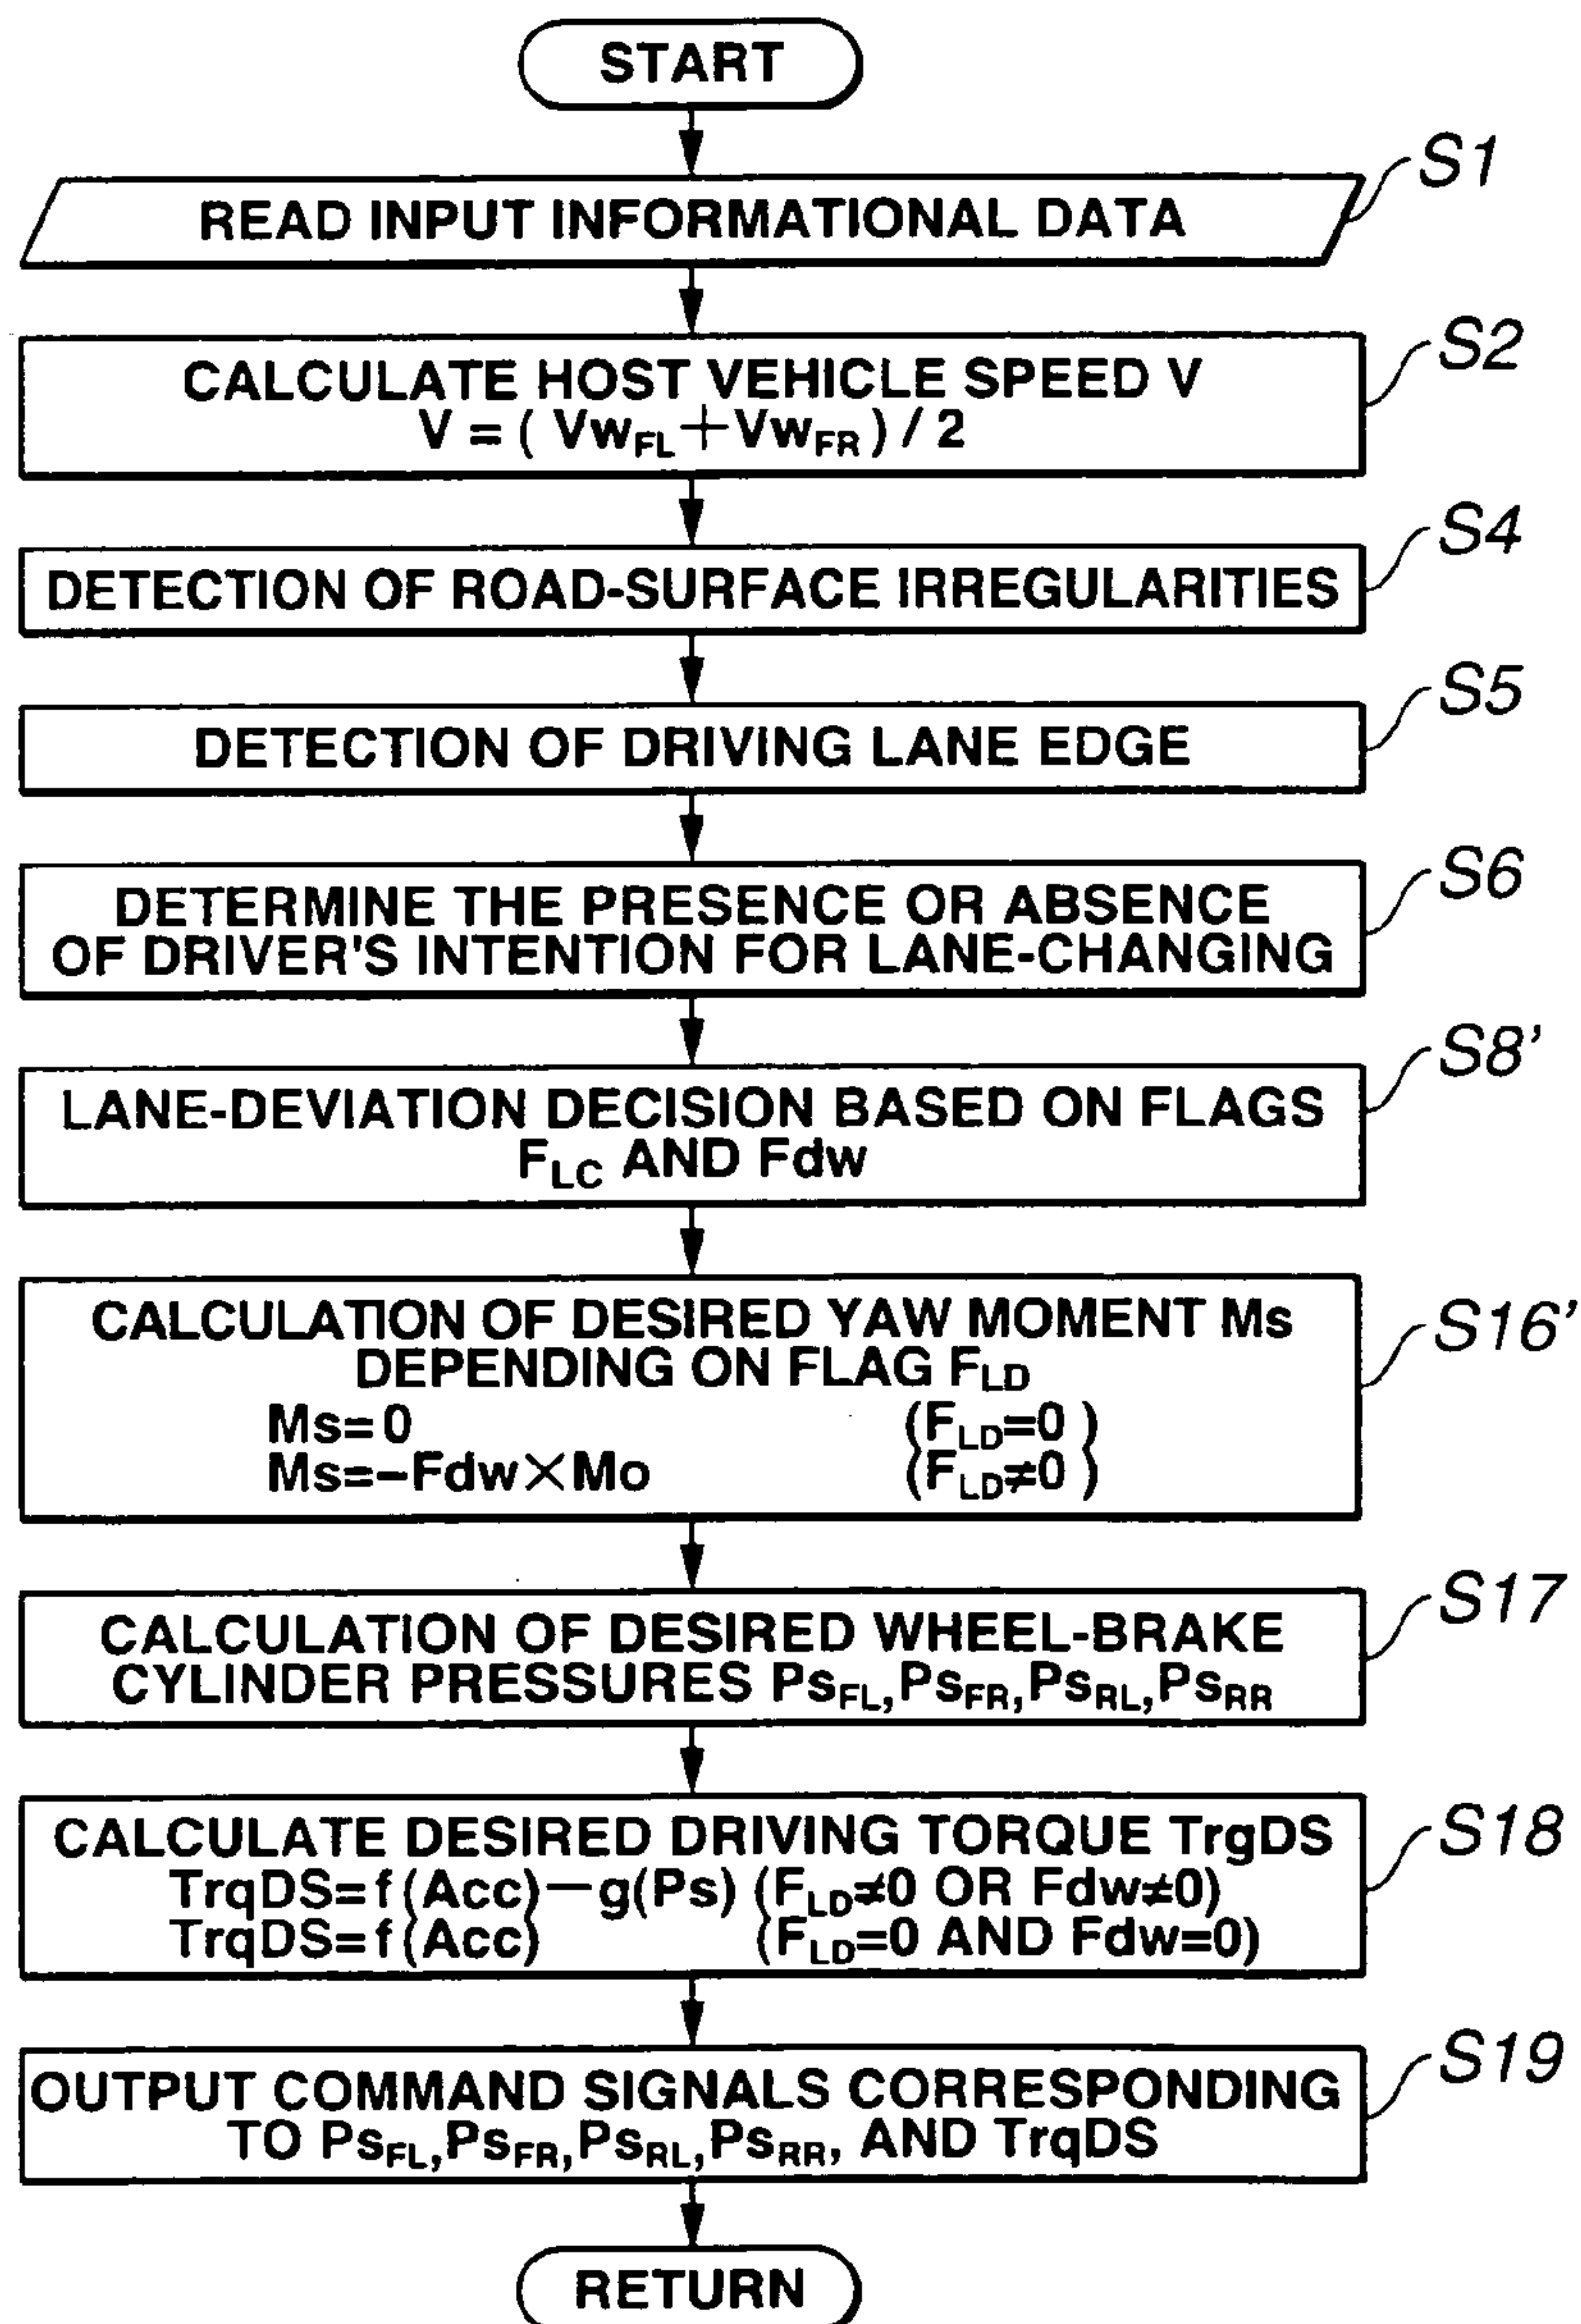 START
S1
READ INPUT INFORMATIONAL DATA
S2
CALCULATE HOST VEHICLE SPEED V
V = ( VwFL + VwFR ) / 2
S4
DETECTION OF ROAD-SURFACE IRREGULARITIES
S5
DETECTION OF DRIVING LANE EDGE
S6
DETERMINE THE PRESENCE OR ABSENCE
OF DRIVER'S INTENTION FOR LANE-CHANGING
S8'
LANE-DEVIATION DECISION BASED ON FLAGS
FLC AND Fdw
S16'
CALCULATION OF DESIRED YAW MOMENT Ms
DEPENDING ON FLAG FLD
Ms=0 (FLD=0 )
Ms=-Fdw×Mo (FLD≠0 )
S17
CALCULATION OF DESIRED WHEEL-BRAKE
CYLINDER PRESSURES PsFL, PsFR, PsRL, PsRR
S18
CALCULATE DESIRED DRIVING TORQUE TrgDS
TrqDS=f(Acc)-g(Ps) (FLD≠0 OR Fdw≠0)
TrqDS=f(Acc) (FLD=0 AND Fdw=0)
S19
OUTPUT COMMAND SIGNALS CORRESPONDING
TO PsFL, PsFR, PsRL, PsRR, AND TrqDS
RETURN